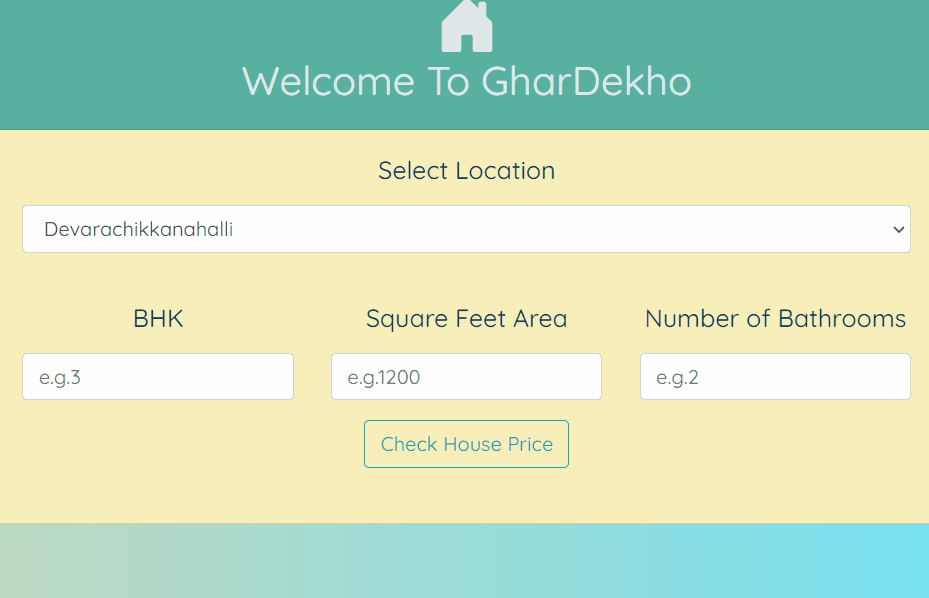 Welcome To GharDekho
Select Location
Devarachikkanahalli
BHK
Square Feet Area
Number of Bathrooms
e.g.3
e.g.1200
e.g.2
Check House Price